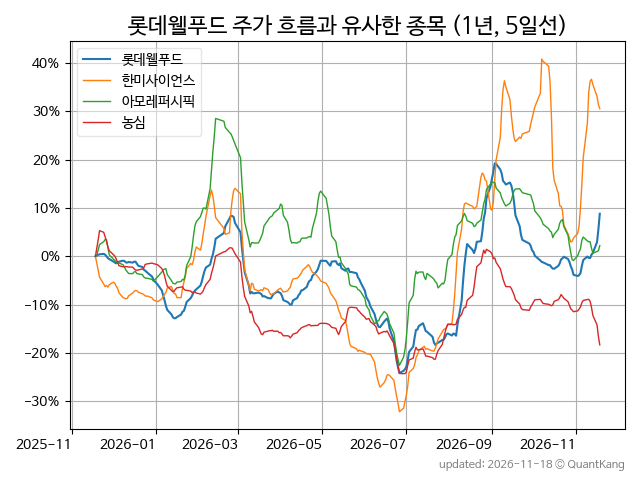 롯데웰푸드 주가 흐름과 유사한 종목 (1년, 5일선)
롯데웰푸드
한미사이언스
아모레퍼시픽
농심
40%
30%
20%
10%
0%
−10%
−20%
−30%
2025-11
2026-01
2026-03
2026-05
2026-07
2026-09
2026-11
updated: 2026-11-18 © QuantKang